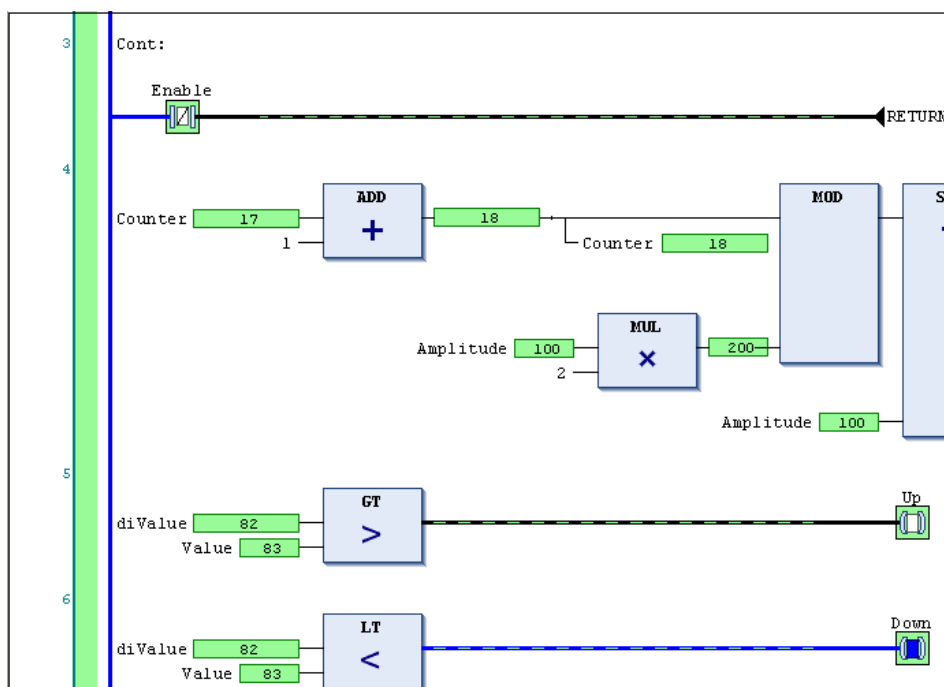 3 Cont:
Enable
RETURN
4
ADD MOD S
Counter 17 + 18
1 Counter 18
MUL
Amplitude 100 × 200
2
Amplitude 100
5
GT Up
diValue 82 >
Value 83
6
LT Down
diValue 82 <
Value 83